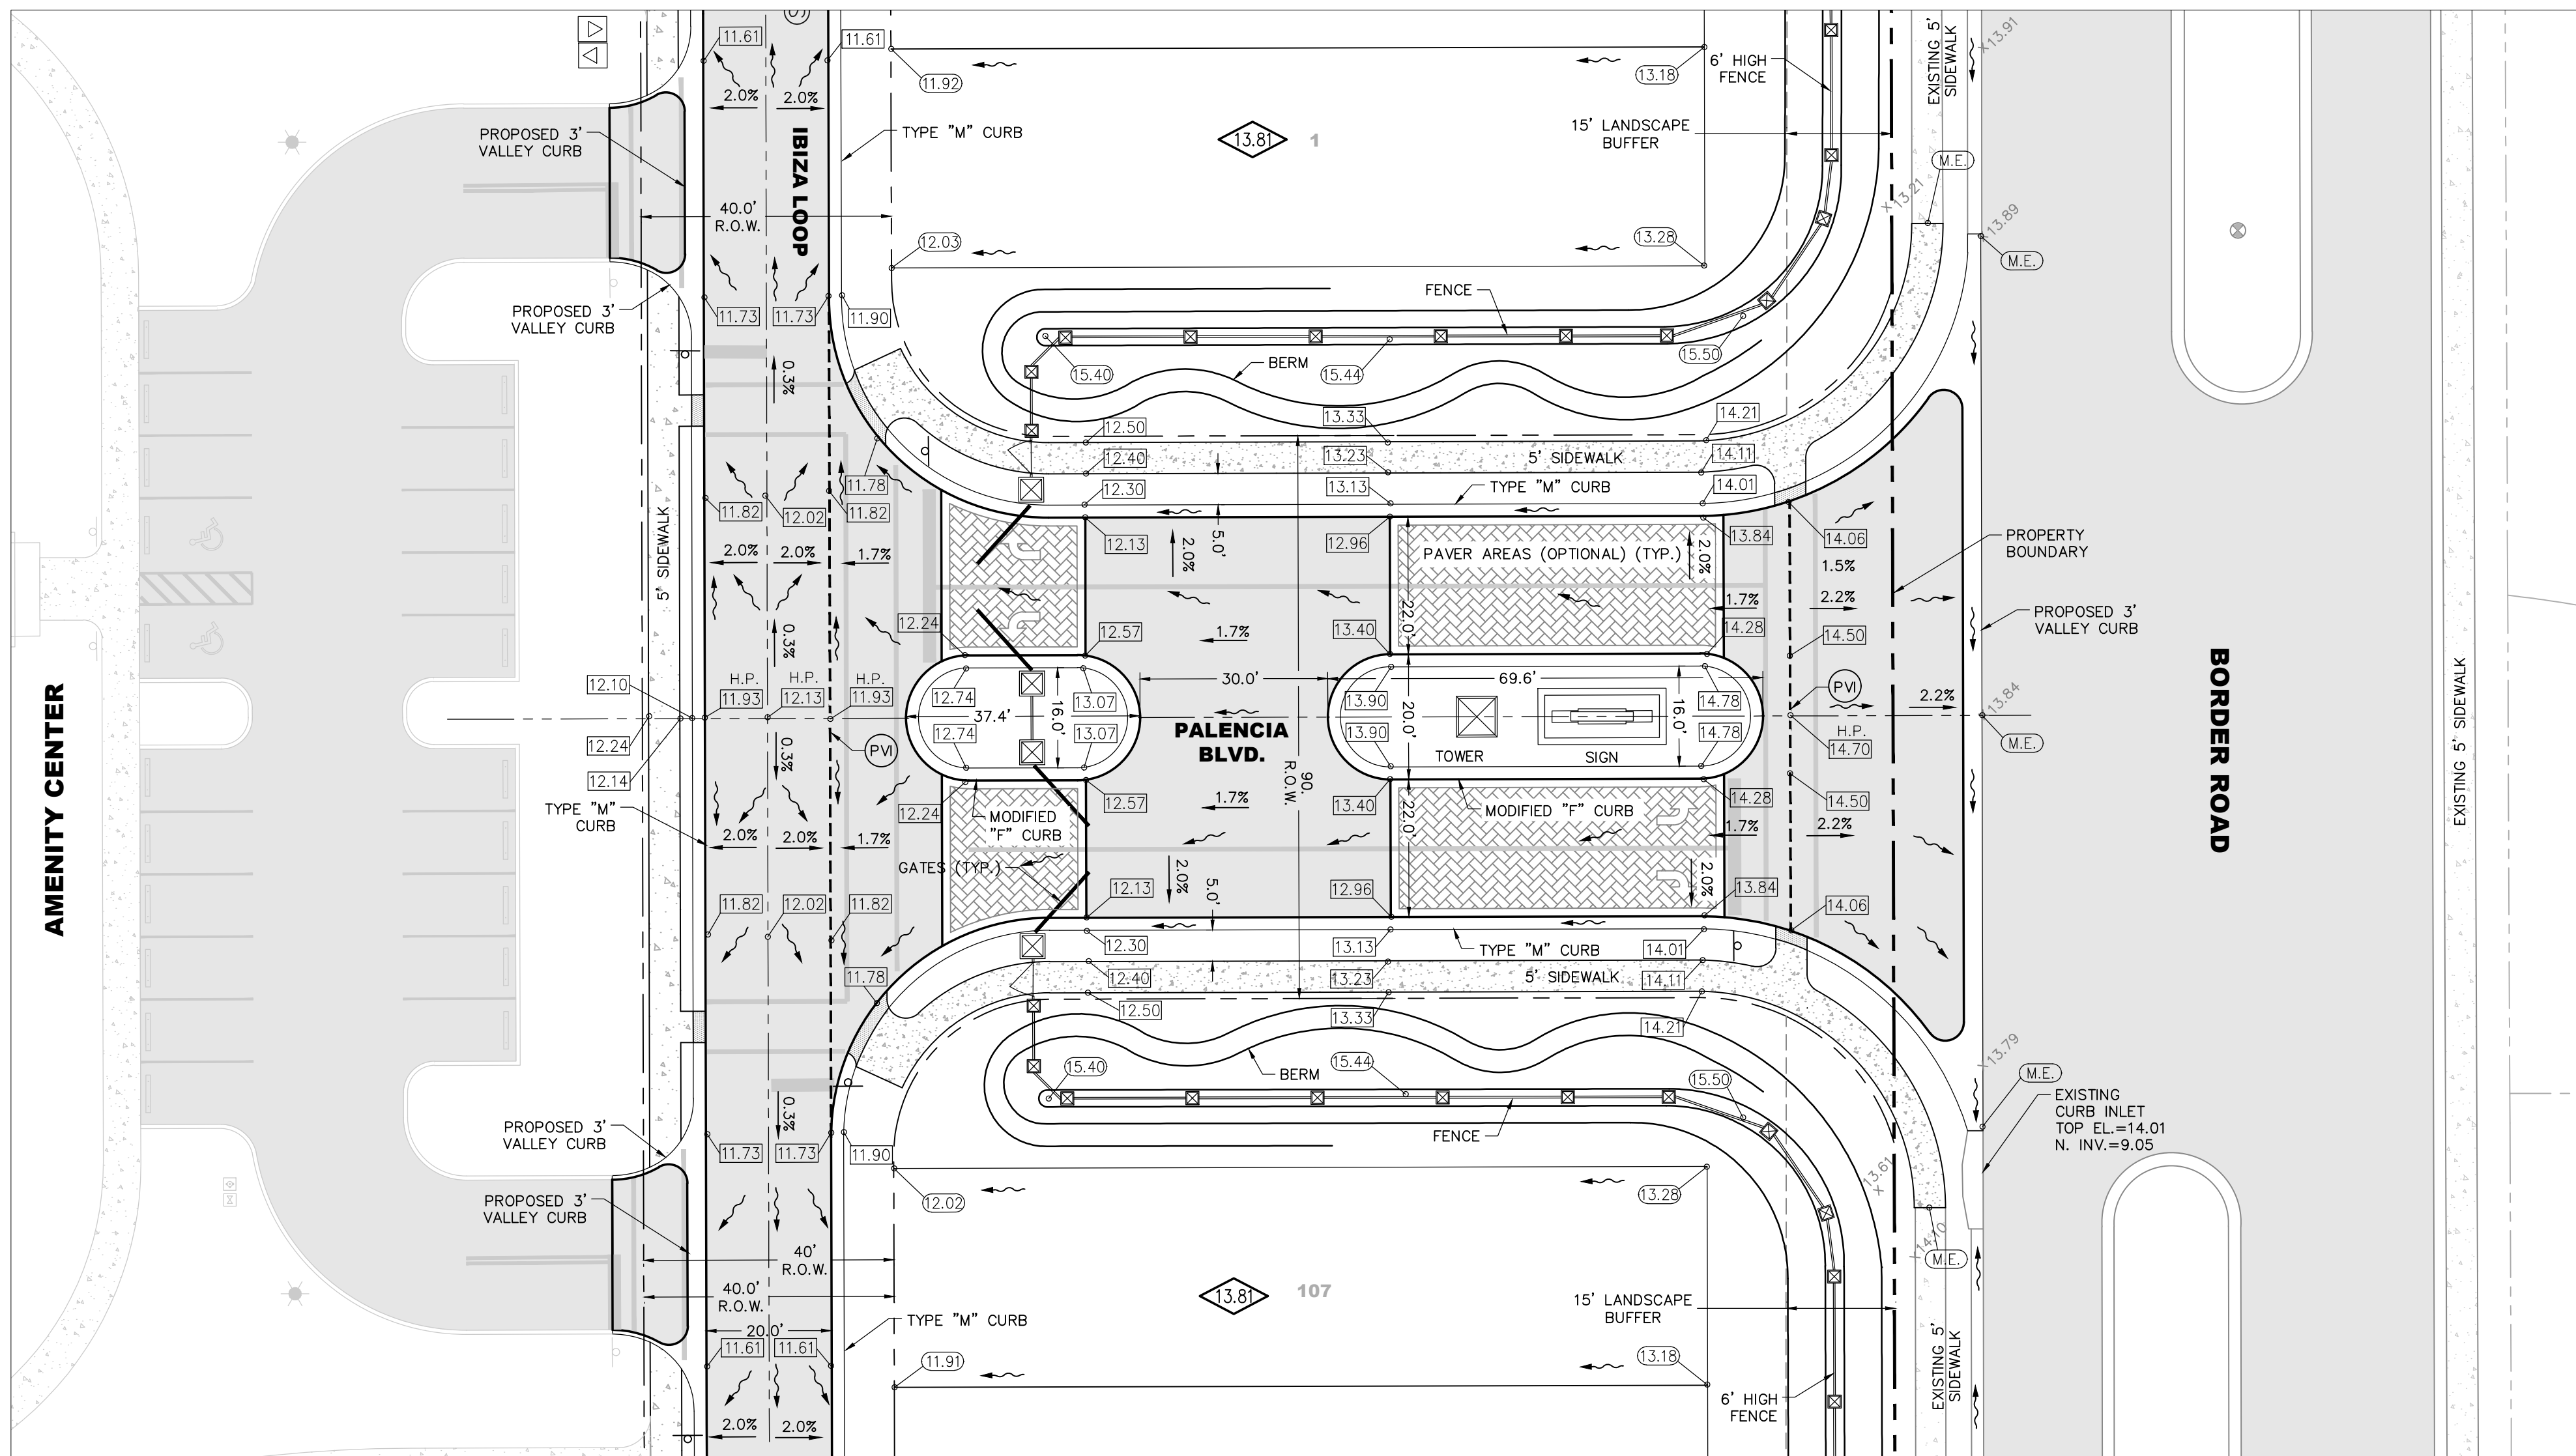 11.61
11.61
11.92
13.18
6' HIGH
FENCE
EXISTING 5'
SIDEWALK
X 13.91
2.0%
2.0%
PROPOSED 3'
VALLEY CURB
TYPE "M" CURB
13.81
1
15' LANDSCAPE
BUFFER
M.E.
IBIZA LOOP
X 13.21
40.0'
R.O.W.
12.03
13.28
13.89
M.E.
PROPOSED 3'
VALLEY CURB
11.73
11.73
11.90
FENCE
0.3%
15.40
BERM
15.44
15.50
12.50
13.33
14.21
12.40
13.23
5' SIDEWALK
14.11
11.78
12.30
13.13
TYPE "M" CURB
14.01
11.82
12.02
11.82
5' SIDEWALK
12.13
2.0%
5.0'
12.96
PAVER AREAS (OPTIONAL) (TYP.)
2.0%
13.84
14.06
PROPERTY
BOUNDARY
2.0%
2.0%
1.7%
1.5%
1.7%
2.2%
PROPOSED 3'
VALLEY CURB
12.24
12.57
1.7%
13.40
22.0'
14.28
14.50
0.3%
12.10
H.P.
11.93
H.P.
12.13
H.P.
11.93
12.74
13.07
30.0'
13.90
69.6'
14.78
PVI
2.2%
13.84
37.4'
16.0'
PALENCIA
BLVD.
20.0'
16.0'
H.P.
14.70
M.E.
12.24
12.14
0.3%
PVI
12.74
13.07
90.
R.O.W.
13.90
TOWER
SIGN
14.78
AMENITY CENTER
BORDER ROAD
EXISTING 5' SIDEWALK
TYPE "M"
CURB
12.24
12.57
1.7%
13.40
22.0'
MODIFIED "F" CURB
14.28
14.50
MODIFIED
"F" CURB
2.0%
2.0%
1.7%
1.7%
2.2%
GATES (TYP.)
11.82
12.02
11.82
12.13
2.0%
5.0'
12.96
2.0%
13.84
14.06
12.30
13.13
TYPE "M" CURB
14.01
11.78
12.40
13.23
5' SIDEWALK
14.11
12.50
13.33
14.21
13.79
0.3%
15.40
BERM
15.44
15.50
M.E.
EXISTING
CURB INLET
TOP EL.=14.01
N. INV.=9.05
PROPOSED 3'
VALLEY CURB
11.73
11.73
11.90
FENCE
X 13.61
12.02
13.28
PROPOSED 3'
VALLEY CURB
X 14.10
M.E.
40'
R.O.W.
40.0'
R.O.W.
13.81
107
15' LANDSCAPE
BUFFER
20.0'
TYPE "M" CURB
11.61
11.61
11.91
13.18
EXISTING 5'
SIDEWALK
6' HIGH
FENCE
2.0%
2.0%